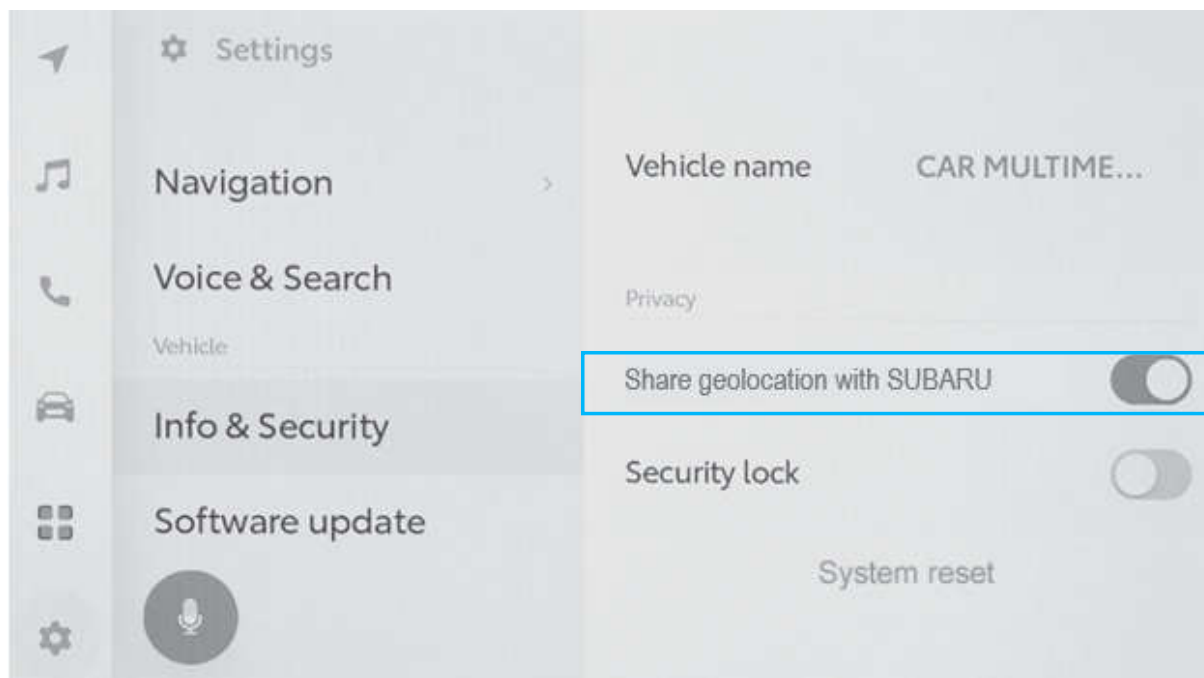 Settings
Navigation
Voice & Search
Vehicle
Info & Security
Software update
Vehicle name CAR MULTIME...
Privacy
Share geolocation with SUBARU
Security lock
System reset